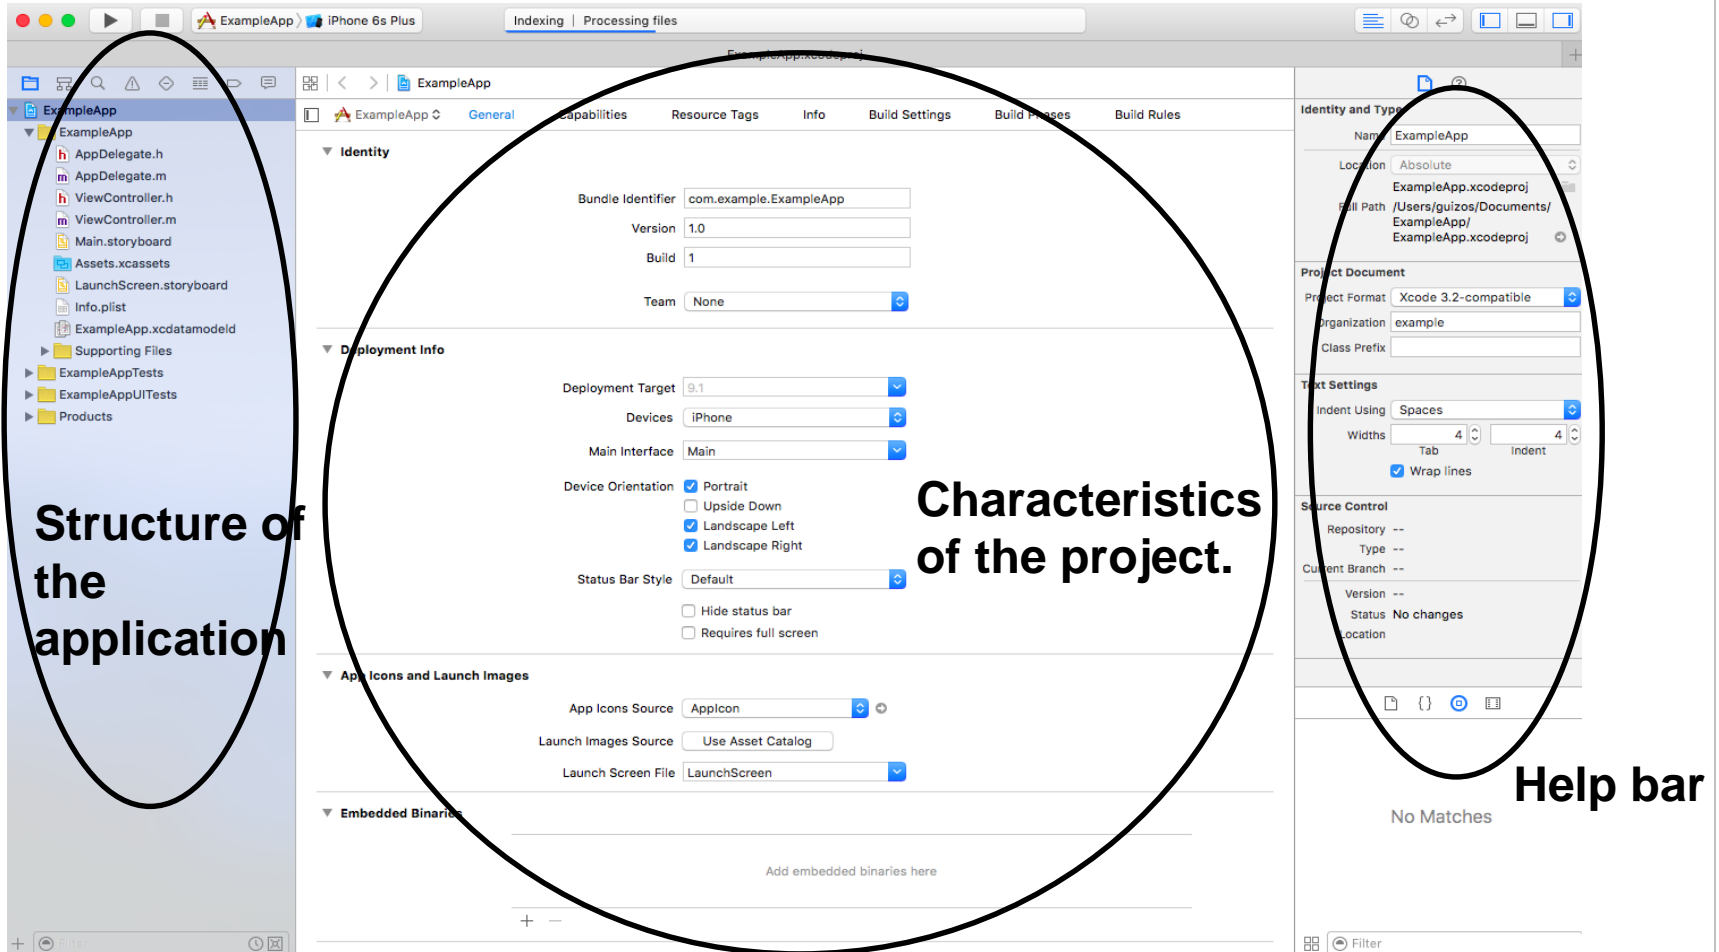 ExampleApp iPhone 6s Plus
Indexing | Processing files
ExampleApp.xcodeproj
ExampleApp
ExampleApp
ExampleApp
AppDelegate.h
AppDelegate.m
ViewController.h
ViewController.m
Main.storyboard
Assets.xcassets
LaunchScreen.storyboard
Info.plist
ExampleApp.xcdatamodeld
Supporting Files
ExampleAppTests
ExampleAppUITests
Products
Structure of
the
application
Filter
ExampleApp General Capabilities Resource Tags Info Build Settings Build Phases Build Rules
Identity
Bundle Identifier com.example.ExampleApp
Version 1.0
Build 1
Team None
Deployment Info
Deployment Target 9.1
Devices iPhone
Main Interface Main
Device Orientation Portrait
Upside Down
Landscape Left
Landscape Right
Status Bar Style Default
Hide status bar
Requires full screen
Characteristics
of the project.
App Icons and Launch Images
App Icons Source AppIcon
Launch Images Source Use Asset Catalog
Launch Screen File LaunchScreen
Embedded Binaries
Add embedded binaries here
Identity and Type
Name ExampleApp
Location Absolute
ExampleApp.xcodeproj
Full Path /Users/guizos/Documents/
ExampleApp/
ExampleApp.xcodeproj
Project Document
Project Format Xcode 3.2-compatible
Organization example
Class Prefix
Text Settings
Indent Using Spaces
Widths 4 4
Tab Indent
Wrap lines
Source Control
Repository --
Type --
Current Branch --
Version --
Status No changes
Location
Help bar
No Matches
Filter